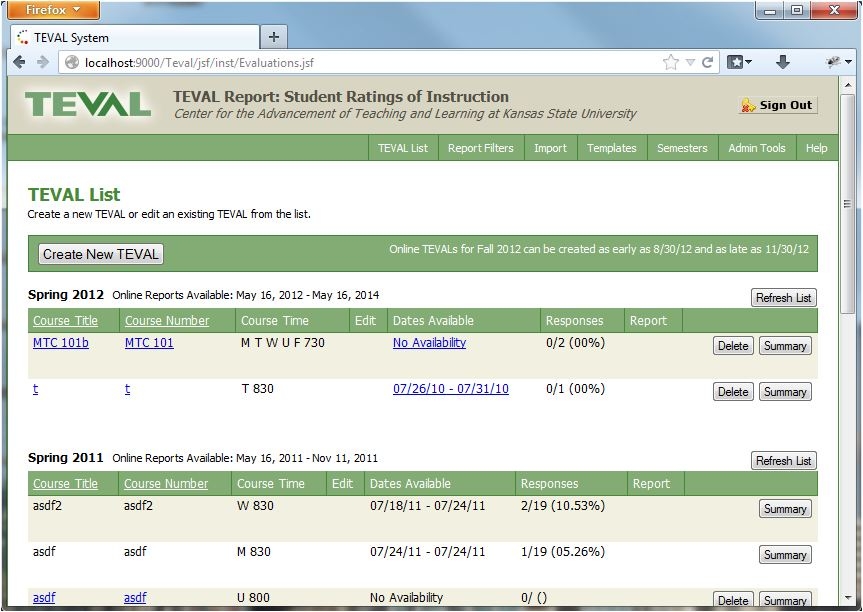 Firefox
TEVAL System
localhost:9000/Teval/jsf/inst/Evaluations.jsf
TEVAL
TEVAL Report: Student Ratings of Instruction
Center for the Advancement of Teaching and Learning at Kansas State University
Sign Out
TEVAL List Report Filters Import Templates Semesters Admin Tools Help
TEVAL List
Create a new TEVAL or edit an existing TEVAL from the list.
Create New TEVAL Online TEVALs for Fall 2012 can be created as early as 8/30/12 and as late as 11/30/12
Spring 2012 Online Reports Available: May 16, 2012 - May 16, 2014 Refresh List
Course Title Course Number Course Time Edit Dates Available Responses Report
MTC 101b MTC 101 M T W U F 730 No Availability 0/2 (00%) Delete Summary
t t T 830 07/26/10 - 07/31/10 0/1 (00%) Delete Summary
Spring 2011 Online Reports Available: May 16, 2011 - Nov 11, 2011 Refresh List
Course Title Course Number Course Time Edit Dates Available Responses Report
asdf2 asdf2 W 830 07/18/11 - 07/24/11 2/19 (10.53%) Summary
asdf asdf M 830 07/24/11 - 07/24/11 1/19 (05.26%) Summary
asdf asdf U 800 No Availability 0/ () Delete Summary